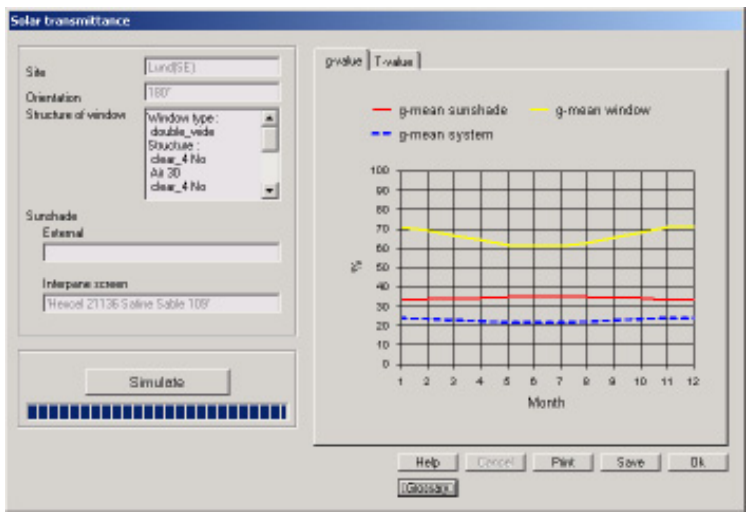 Solar transmittance
Site
Lund(SE)
Orientation
180°
Structure of window
Window type :
double_wide
Structure :
clear_4 No
Air 30
clear_4 No
Sunshade
External
Interpane screen
'Hexcel 21136 Satine Sable 109'
Simulate
g-value
T-value
g-mean sunshade
g-mean window
g-mean system
100
90
80
70
60
50
40
30
20
10
0
%
1 2 3 4 5 6 7 8 9 10 11 12
Month
Help
Cancel
Print
Save
Ok
Glossary